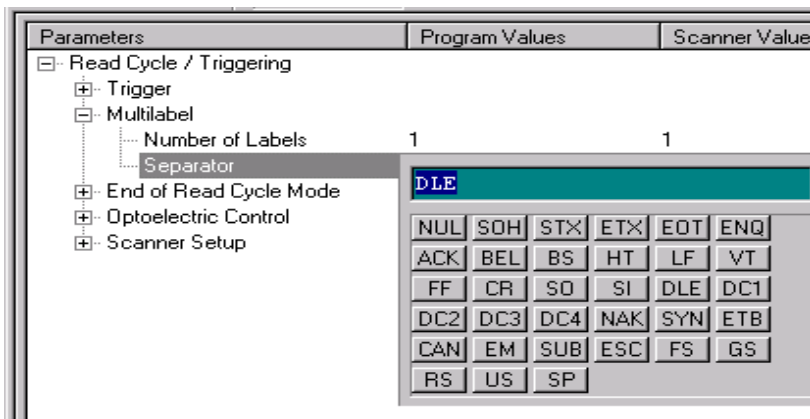 Parameters Program Values Scanner Value
Read Cycle / Triggering
Trigger
Multilabel
Number of Labels 1 1
Separator
DLE
End of Read Cycle Mode
Optoelectric Control
Scanner Setup
NUL SOH STX ETX EOT ENQ
ACK BEL BS HT LF VT
FF CR SO SI DLE DC1
DC2 DC3 DC4 NAK SYN ETB
CAN EM SUB ESC FS GS
RS US SP